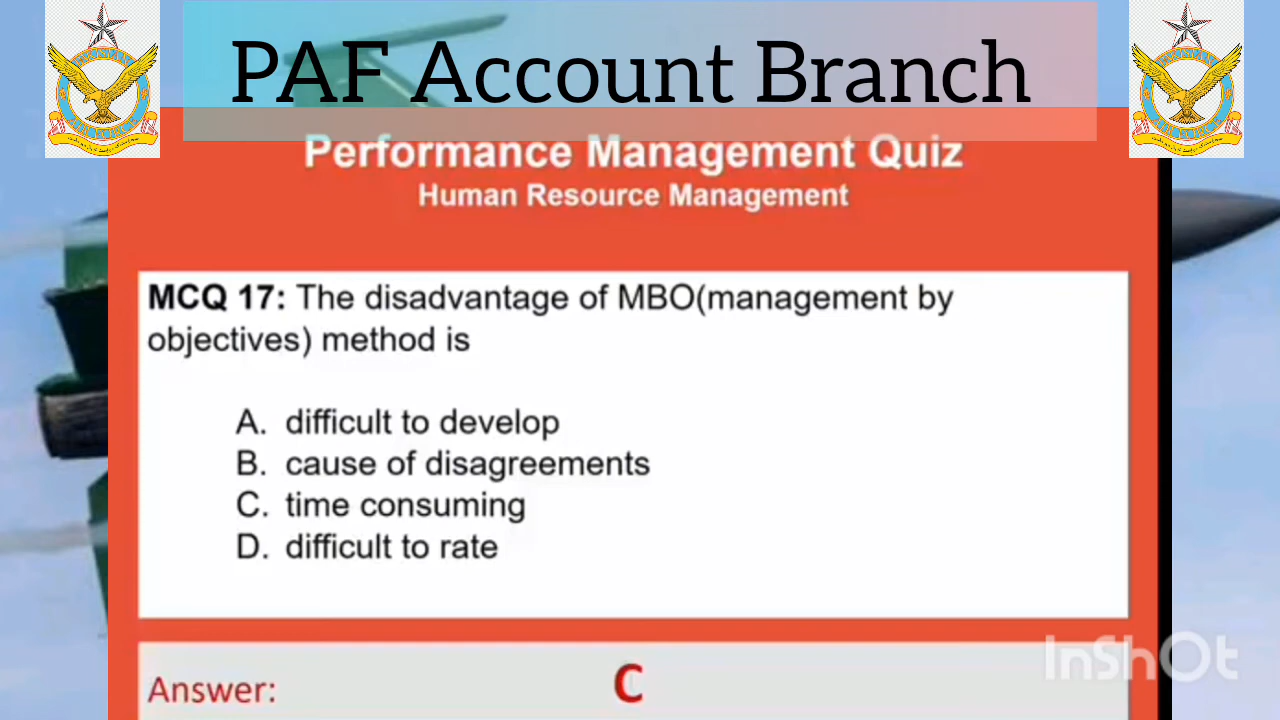 PAF Account Branch
Performance Management Quiz
Human Resource Management
MCQ 17: The disadvantage of MBO(management by
objectives) method is
A. difficult to develop
B. cause of disagreements
C. time consuming
D. difficult to rate
Answer: C
InShOt